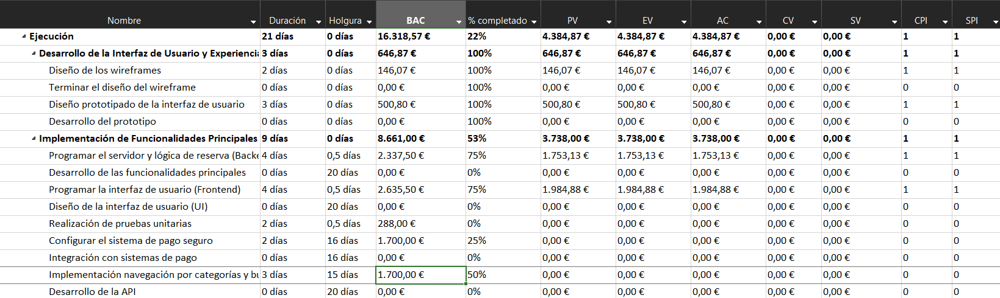 Nombre Duración Holgura BAC % completado PV EV AC CV SV CPI SPI
Ejecución 21 días 0 días 16.318,57 € 22% 4.384,87 € 4.384,87 € 4.384,87 € 0,00 € 0,00 € 1 1
Desarrollo de la Interfaz de Usuario y Experiencia 3 días 0 días 646,87 € 100% 646,87 € 646,87 € 646,87 € 0,00 € 0,00 € 1 1
Diseño de los wireframes 2 días 0 días 146,07 € 100% 146,07 € 146,07 € 146,07 € 0,00 € 0,00 € 1 1
Terminar el diseño del wireframe 0 días 0 días 0,00 € 100% 0,00 € 0,00 € 0,00 € 0,00 € 0,00 € 0 0
Diseño prototipado de la interfaz de usuario 3 días 0 días 500,80 € 100% 500,80 € 500,80 € 500,80 € 0,00 € 0,00 € 1 1
Desarrollo del prototipo 0 días 0 días 0,00 € 100% 0,00 € 0,00 € 0,00 € 0,00 € 0,00 € 0 0
Implementación de Funcionalidades Principales 9 días 0 días 8.661,00 € 53% 3.738,00 € 3.738,00 € 3.738,00 € 0,00 € 0,00 € 1 1
Programar el servidor y lógica de reserva (Backe 4 días 0,5 días 2.337,50 € 75% 1.753,13 € 1.753,13 € 1.753,13 € 0,00 € 0,00 € 1 1
Desarrollo de las funcionalidades principales 0 días 20 días 0,00 € 0% 0,00 € 0,00 € 0,00 € 0,00 € 0,00 € 0 0
Programar la interfaz de usuario (Frontend) 4 días 0,5 días 2.635,50 € 75% 1.984,88 € 1.984,88 € 1.984,88 € 0,00 € 0,00 € 1 1
Diseño de la interfaz de usuario (UI) 0 días 20 días 0,00 € 0% 0,00 € 0,00 € 0,00 € 0,00 € 0,00 € 0 0
Realización de pruebas unitarias 2 días 0,5 días 288,00 € 0% 0,00 € 0,00 € 0,00 € 0,00 € 0,00 € 0 0
Configurar el sistema de pago seguro 2 días 16 días 1.700,00 € 25% 0,00 € 0,00 € 0,00 € 0,00 € 0,00 € 0 0
Integración con sistemas de pago 0 días 16 días 0,00 € 0% 0,00 € 0,00 € 0,00 € 0,00 € 0,00 € 0 0
Implementación navegación por categorías y bu 3 días 15 días 1.700,00 € 50% 0,00 € 0,00 € 0,00 € 0,00 € 0,00 € 0 0
Desarrollo de la API 0 días 20 días 0,00 € 0% 0,00 € 0,00 € 0,00 € 0,00 € 0,00 € 0 0